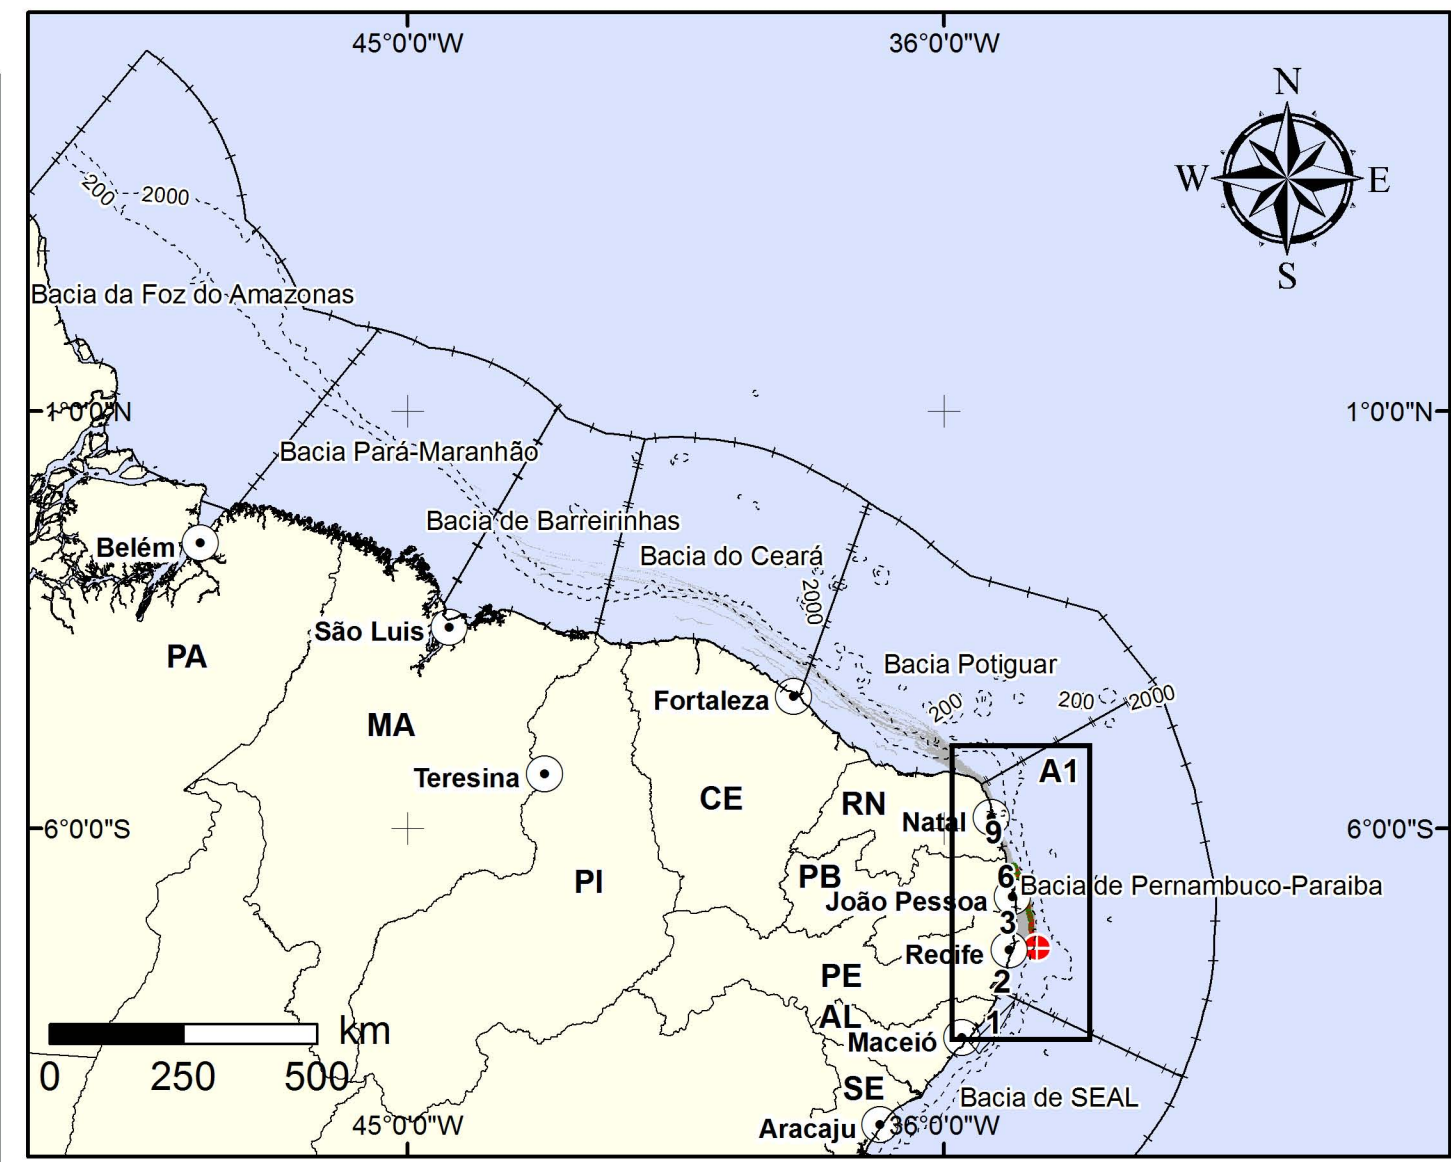 45°0'0"W
36°0'0"W
N
W
E
S
200
2000
Bacia da Foz do Amazonas
1°0'0"N
1°0'0"N
Bacia Pará-Maranhão
Bacia de Barreirinhas
Belém
Bacia do Ceará
2000
São Luis
PA
Bacia Potiguar
Fortaleza
200
200
2000
MA
Teresina
A1
CE
RN
Natal
9
6°0'0"S
6°0'0"S
PI
PB
6
Bacia de Pernambuco-Paraiba
João Pessoa
3
Recife
PE
2
AL
1
Maceió
km
0
250
500
SE
Bacia de SEAL
Aracaju
45°0'0"W
36°0'0"W